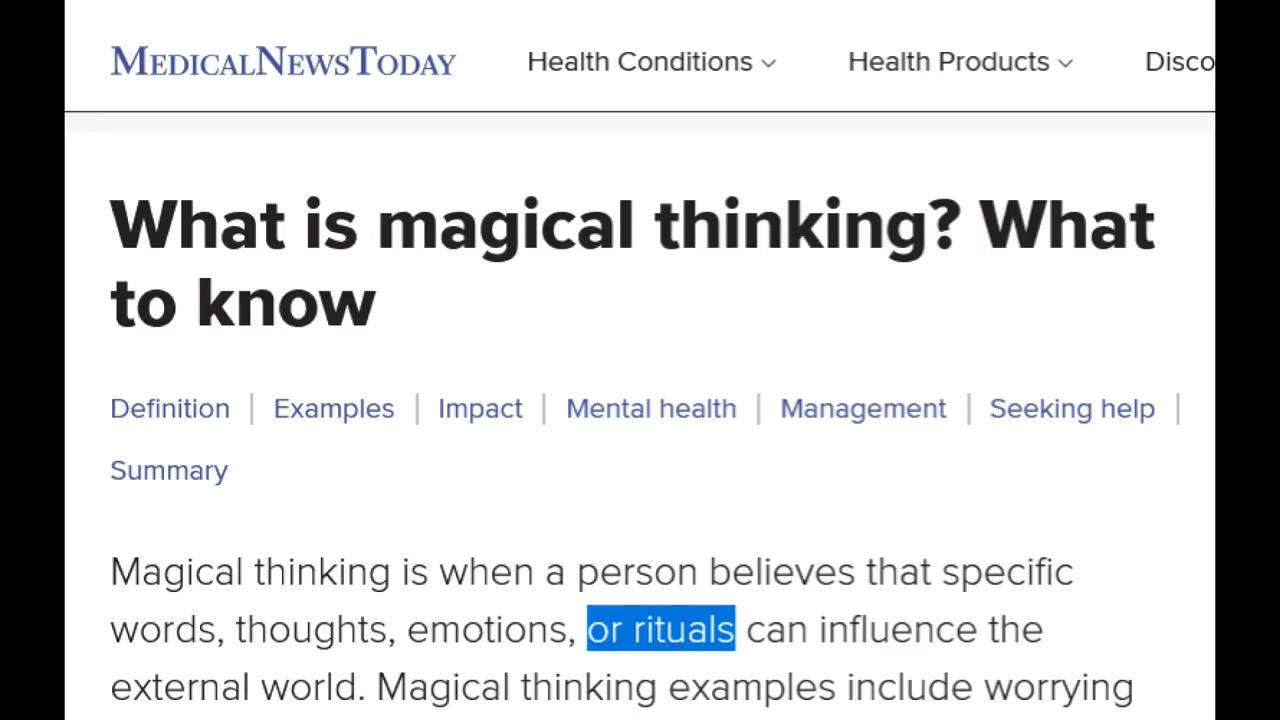 MEDICALNEWSTODAY Health Conditions Health Products Disco
What is magical thinking? What
to know
Definition | Examples | Impact | Mental health | Management | Seeking help |
Summary
Magical thinking is when a person believes that specific
words, thoughts, emotions, or rituals can influence the
external world. Magical thinking examples include worrying